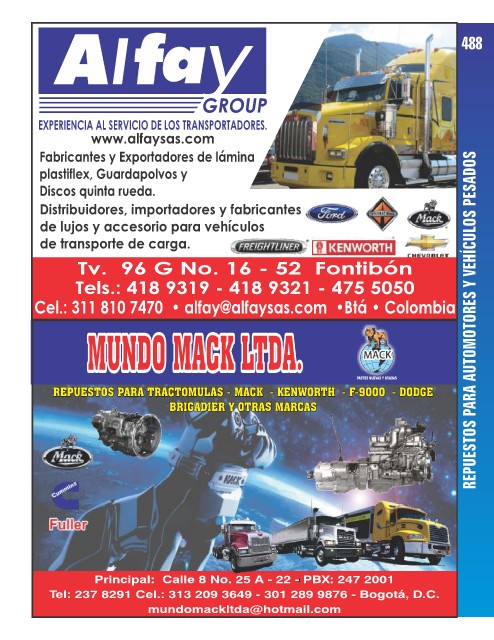 488
Alfay
GROUP
EXPERIENCIA AL SERVICIO DE LOS TRANSPORTADORES.
www.alfaysas.com
Fabricantes y Exportadores de lámina
plastiflex, Guardapolvos y
Discos quinta rueda.
Distribuidores, importadores y fabricantes
de lujos y accesorio para vehículos
de transporte de carga.
Ford
Mack
FREIGHTLINER
KENWORTH
CHEVROLET
Tv. 96 G No. 16 - 52 Fontibón
Tels.: 418 9319 - 418 9321 - 475 5050
Cel.: 311 810 7470 • alfay@alfaysas.com •Btá • Colombia
REPUESTOS PARA AUTOMOTORES Y VEHÍCULOS PESADOS
MUNDO MACK LTDA.
MACK
PARTES NUEVAS Y USADAS
REPUESTOS PARA TRACTOMULAS - MACK - KENWORTH - F-9000 - DODGE
BRIGADIER Y OTRAS MARCAS
Mack
Cummins
Fuller
MACK
Principal: Calle 8 No. 25 A - 22 - PBX: 247 2001
Tel: 237 8291 Cel.: 313 209 3649 - 301 289 9876 - Bogotá, D.C.
mundomackltda@hotmail.com